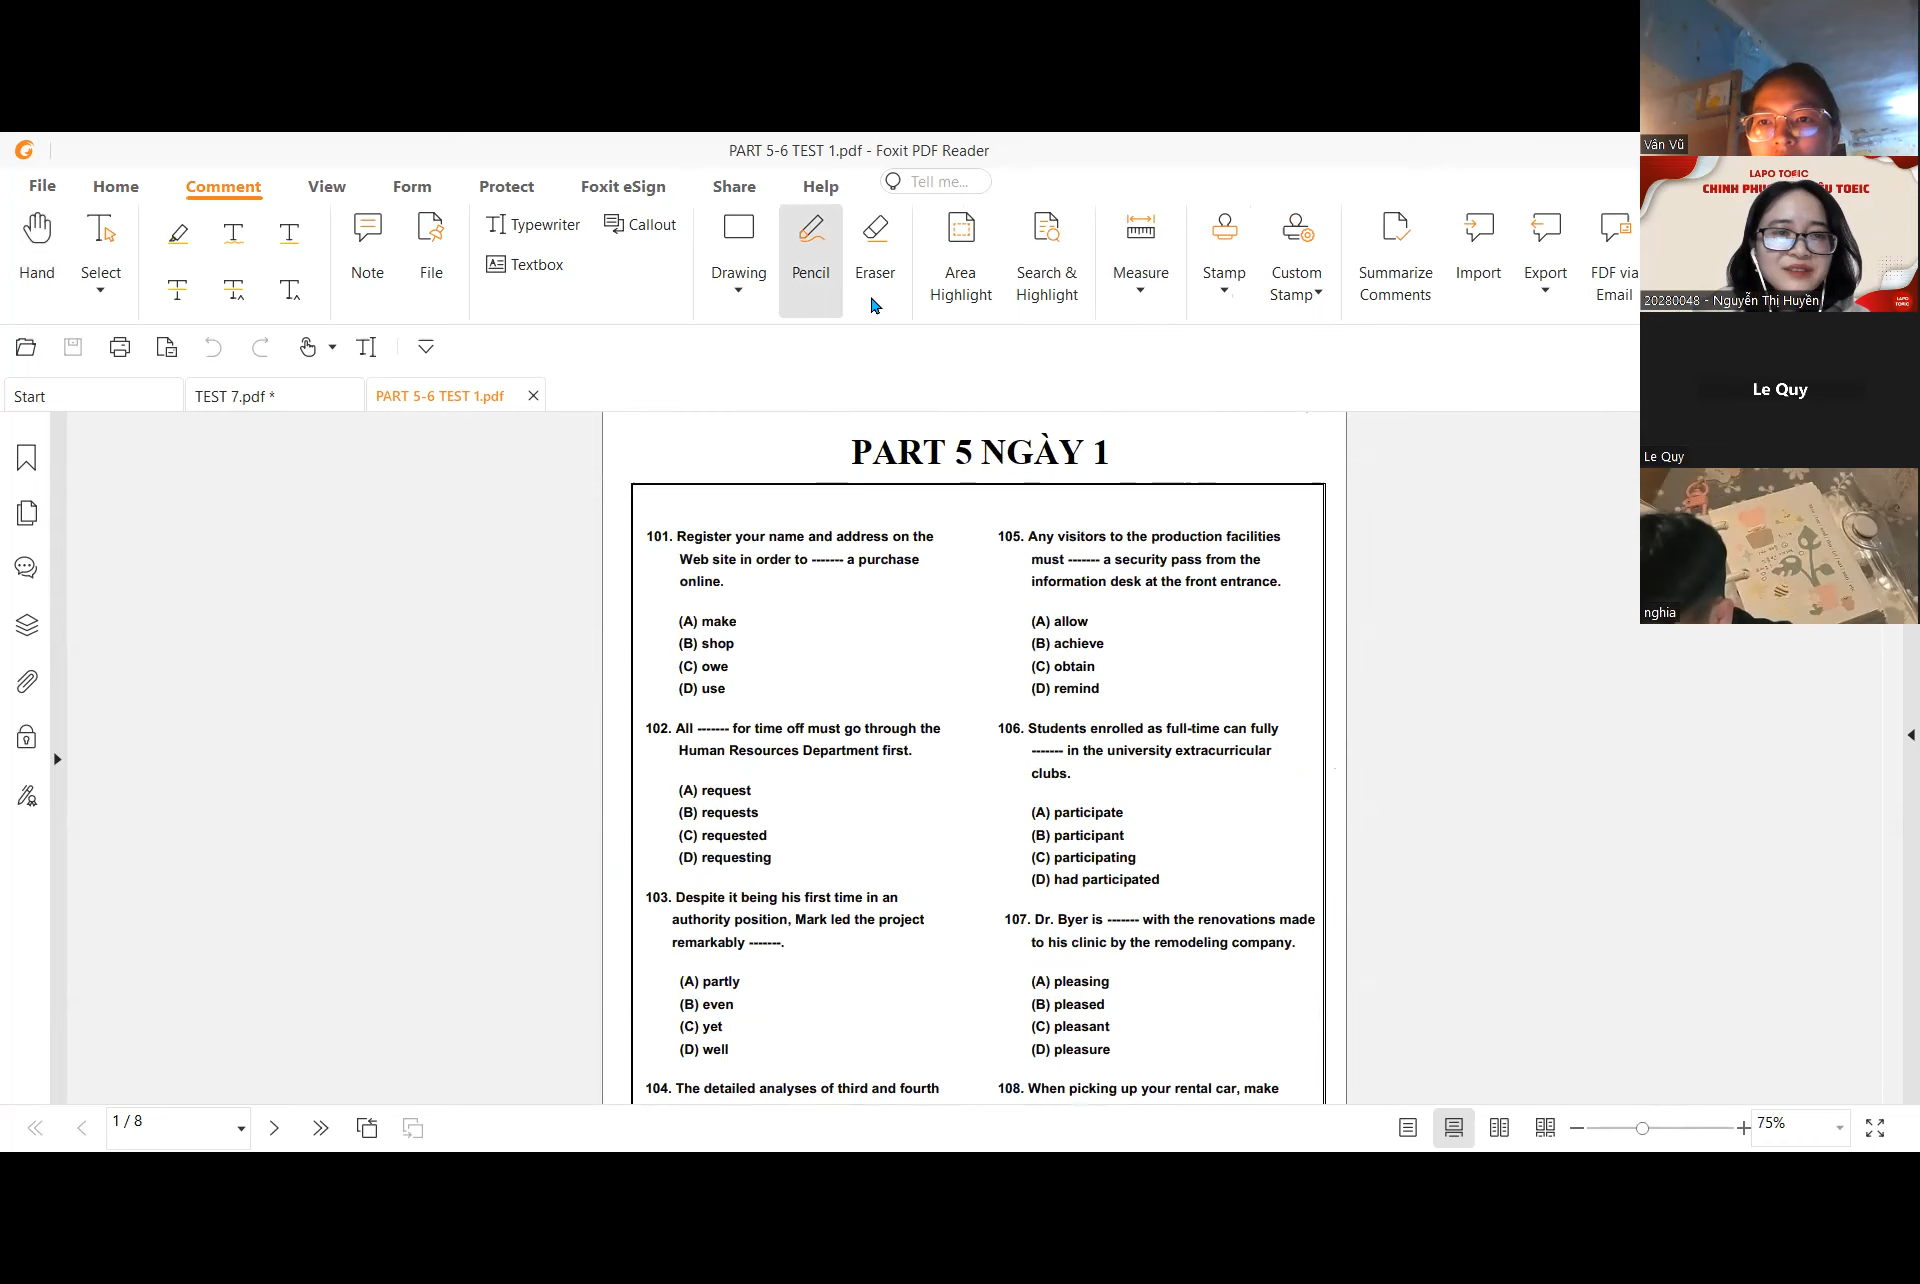 PART 5-6 TEST 1.pdf - Foxit PDF Reader
File Home Comment View Form Protect Foxit eSign Share Help Tell me...
Hand
Select
Note
File
Typewriter
Callout
Textbox
Drawing
Pencil
Eraser
Area Highlight
Search & Highlight
Measure
Stamp
Custom Stamp
Summarize Comments
Import
Export
FDF via Email
Start
TEST 7.pdf *
PART 5-6 TEST 1.pdf
PART 5 NGÀY 1
101. Register your name and address on the
Web site in order to ------- a purchase
online.
(A) make
(B) shop
(C) owe
(D) use
102. All ------- for time off must go through the
Human Resources Department first.
(A) request
(B) requests
(C) requested
(D) requesting
103. Despite it being his first time in an
authority position, Mark led the project
remarkably -------.
(A) partly
(B) even
(C) yet
(D) well
104. The detailed analyses of third and fourth
105. Any visitors to the production facilities
must ------- a security pass from the
information desk at the front entrance.
(A) allow
(B) achieve
(C) obtain
(D) remind
106. Students enrolled as full-time can fully
------- in the university extracurricular
clubs.
(A) participate
(B) participant
(C) participating
(D) had participated
107. Dr. Byer is ------- with the renovations made
to his clinic by the remodeling company.
(A) pleasing
(B) pleased
(C) pleasant
(D) pleasure
108. When picking up your rental car, make
1 / 8
75%
Vân Vũ
LAPO TOEIC
20280048 - Nguyễn Thị Huyền
Le Quy
Le Quy
nghia